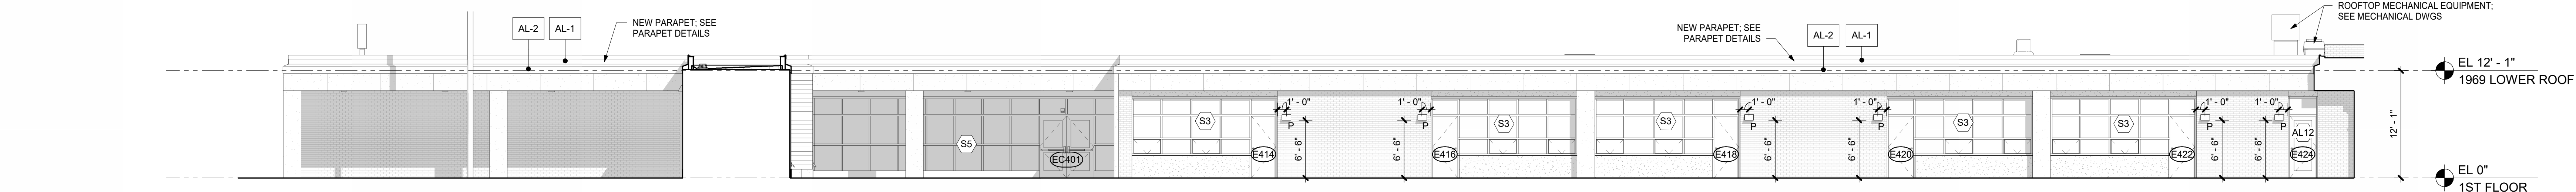 AL-2
AL-1
NEW PARAPET; SEE
PARAPET DETAILS
NEW PARAPET; SEE
PARAPET DETAILS
AL-2
AL-1
ROOFTOP MECHANICAL EQUIPMENT;
SEE MECHANICAL DWGS
EL 12' - 1"
1969 LOWER ROOF
S5
EC401
S3
E414
1' - 0"
P
6' - 6"
1' - 0"
P
6' - 6"
E416
S3
S3
E418
1' - 0"
P
6' - 6"
1' - 0"
P
6' - 6"
E420
S3
S3
E422
1' - 0"
P
6' - 6"
1' - 0"
P
6' - 6"
AL12
E424
12' - 1"
EL 0"
1ST FLOOR